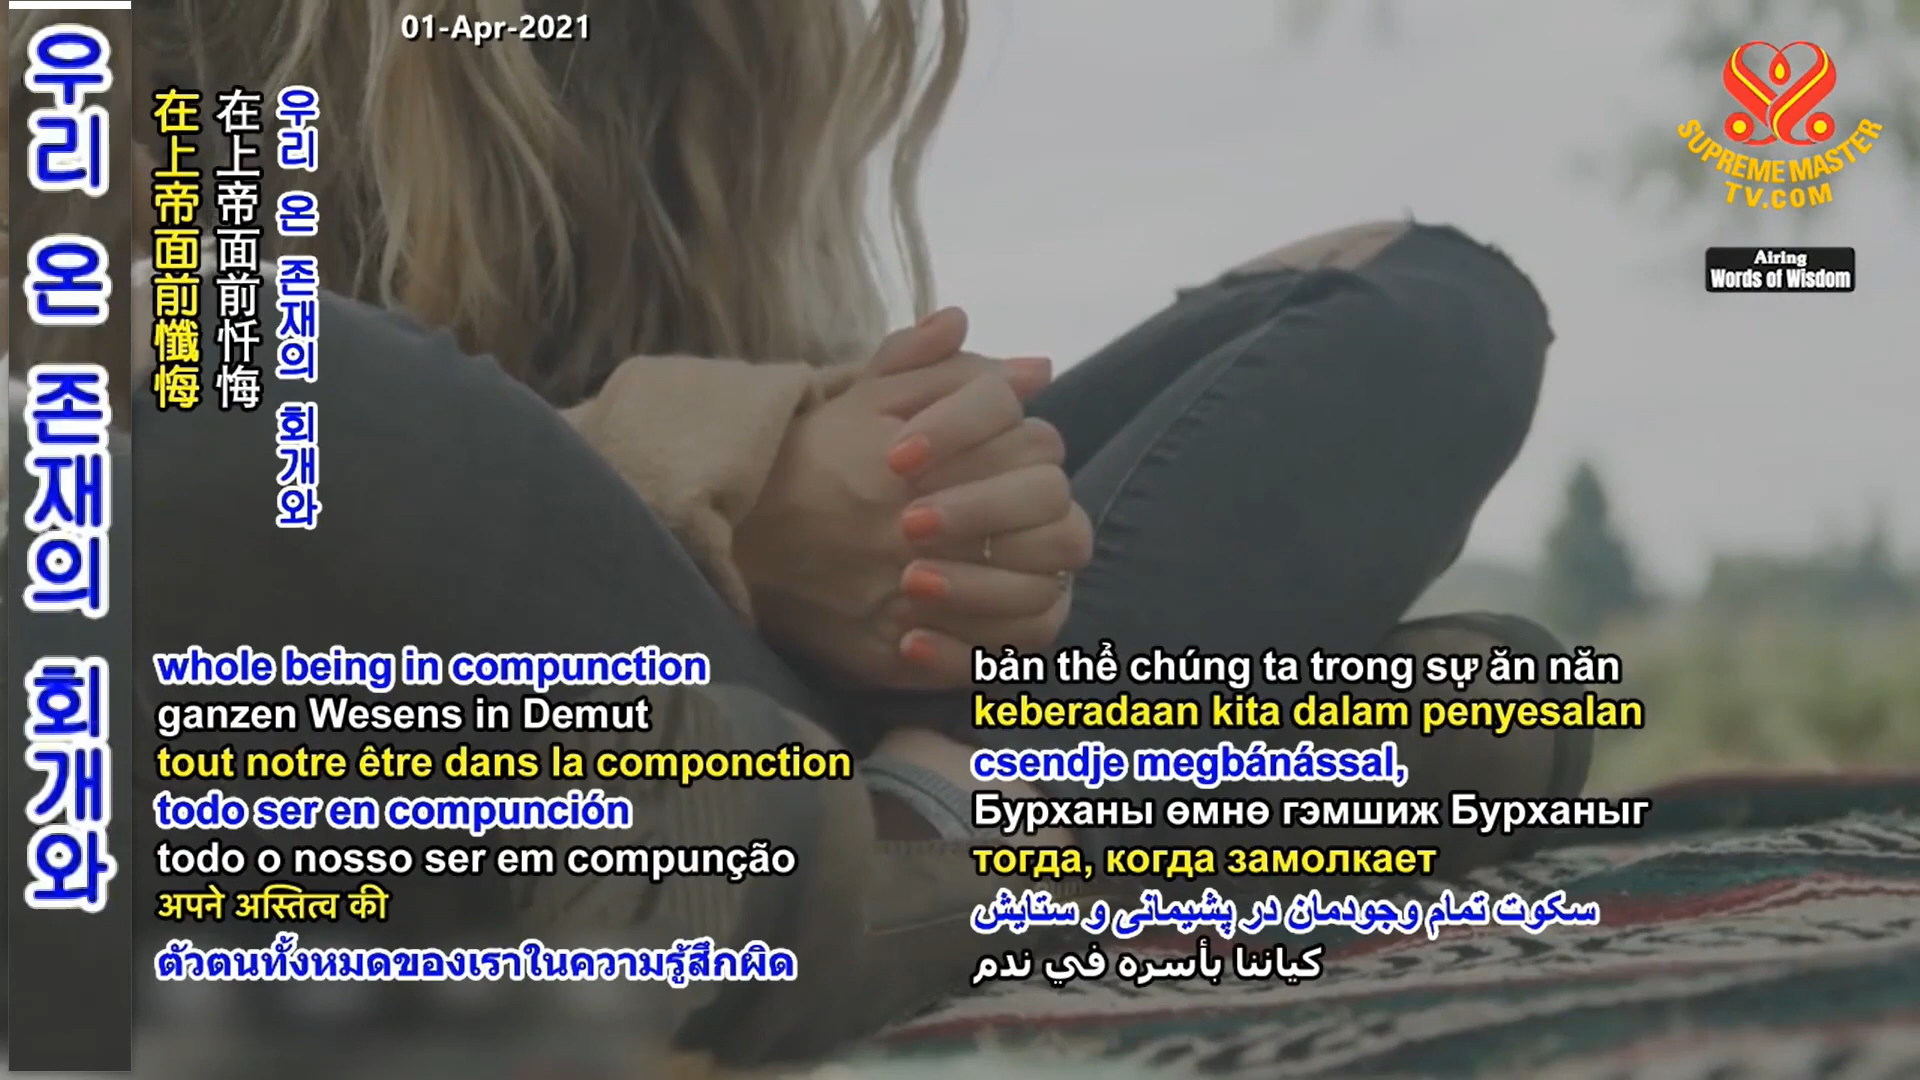 01-Apr-2021
우리 온 존재의 회개와
在上帝面前懺悔
在上帝面前忏悔
우리 온 존재의 회개와
SUPREME MASTER
TV.COM
Airing
Words of Wisdom
whole being in compunction
ganzen Wesens in Demut
tout notre être dans la componction
todo ser en compunción
todo o nosso ser em compunção
अपने अस्तित्व की
ตัวตนทั้งหมดของเราในความรู้สึกผิด
bản thể chúng ta trong sự ăn năn
keberadaan kita dalam penyesalan
csendje megbánással,
Бурханы өмнө гэмшиж Бурханыг
тогда, когда замолкает
سکوت تمام وجودمان در پشیمانی و ستایش
كياننا بأسره في ندم